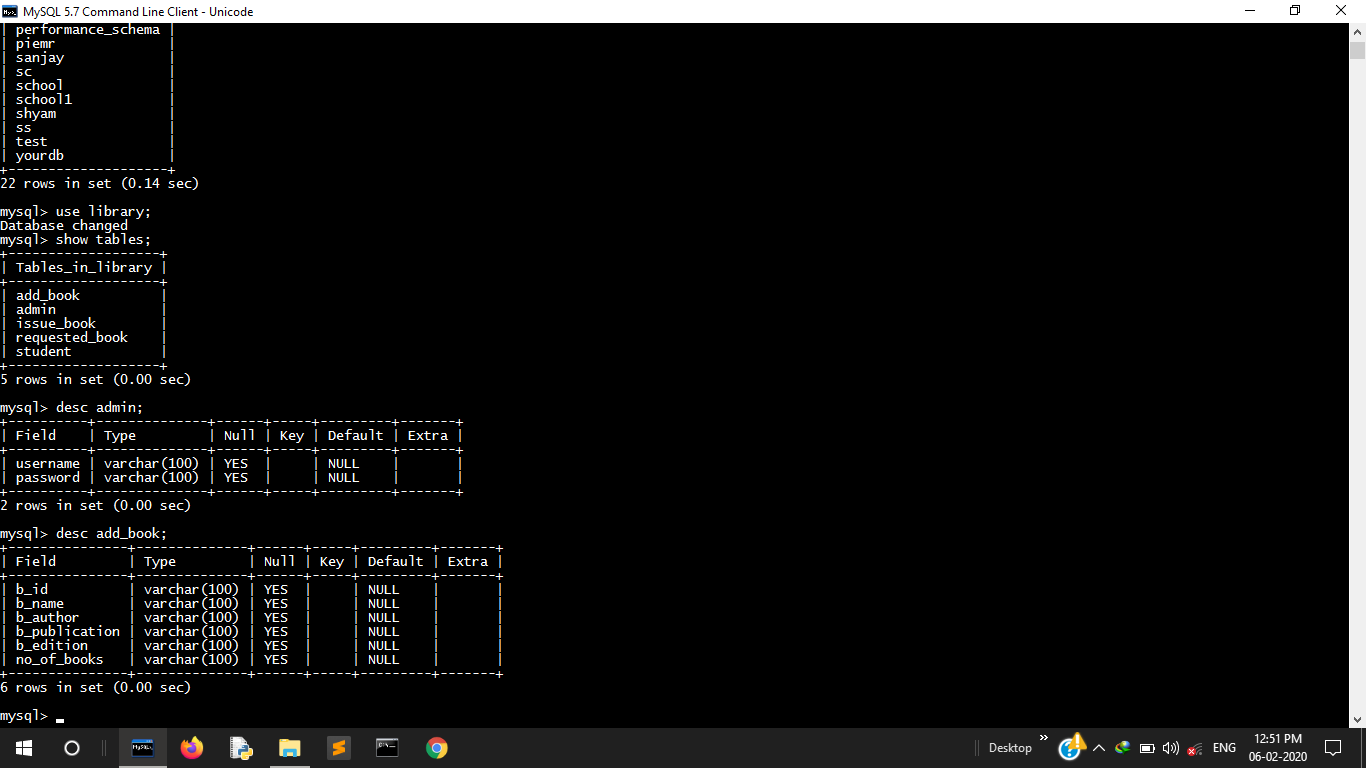 MySQL 5.7 Command Line Client - Unicode
| performance_schema |
| piemr              |
| sanjay             |
| sc                 |
| school             |
| school1            |
| shyam              |
| ss                 |
| test               |
| yourdb             |
+--------------------+
22 rows in set (0.14 sec)
mysql> use library;
Database changed
mysql> show tables;
+-------------------+
| Tables_in_library |
+-------------------+
| add_book          |
| admin             |
| issue_book        |
| requested_book    |
| student           |
+-------------------+
5 rows in set (0.00 sec)
mysql> desc admin;
+----------+--------------+------+-----+---------+-------+
| Field    | Type         | Null | Key | Default | Extra |
+----------+--------------+------+-----+---------+-------+
| username | varchar(100) | YES  |     | NULL    |       |
| password | varchar(100) | YES  |     | NULL    |       |
+----------+--------------+------+-----+---------+-------+
2 rows in set (0.00 sec)
mysql> desc add_book;
+---------------+--------------+------+-----+---------+-------+
| Field         | Type         | Null | Key | Default | Extra |
+---------------+--------------+------+-----+---------+-------+
| b_id          | varchar(100) | YES  |     | NULL    |       |
| b_name        | varchar(100) | YES  |     | NULL    |       |
| b_author      | varchar(100) | YES  |     | NULL    |       |
| b_publication | varchar(100) | YES  |     | NULL    |       |
| b_edition     | varchar(100) | YES  |     | NULL    |       |
| no_of_books   | varchar(100) | YES  |     | NULL    |       |
+---------------+--------------+------+-----+---------+-------+
6 rows in set (0.00 sec)
mysql> _
Desktop » ENG 12:51 PM
06-02-2020